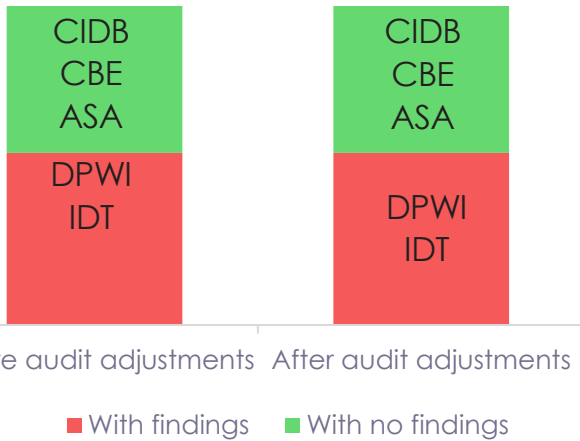 CIDB
CBE
ASA
DPWI
IDT
CIDB
CBE
ASA
DPWI
IDT
audit adjustments After audit adjustments
With findings With no findings